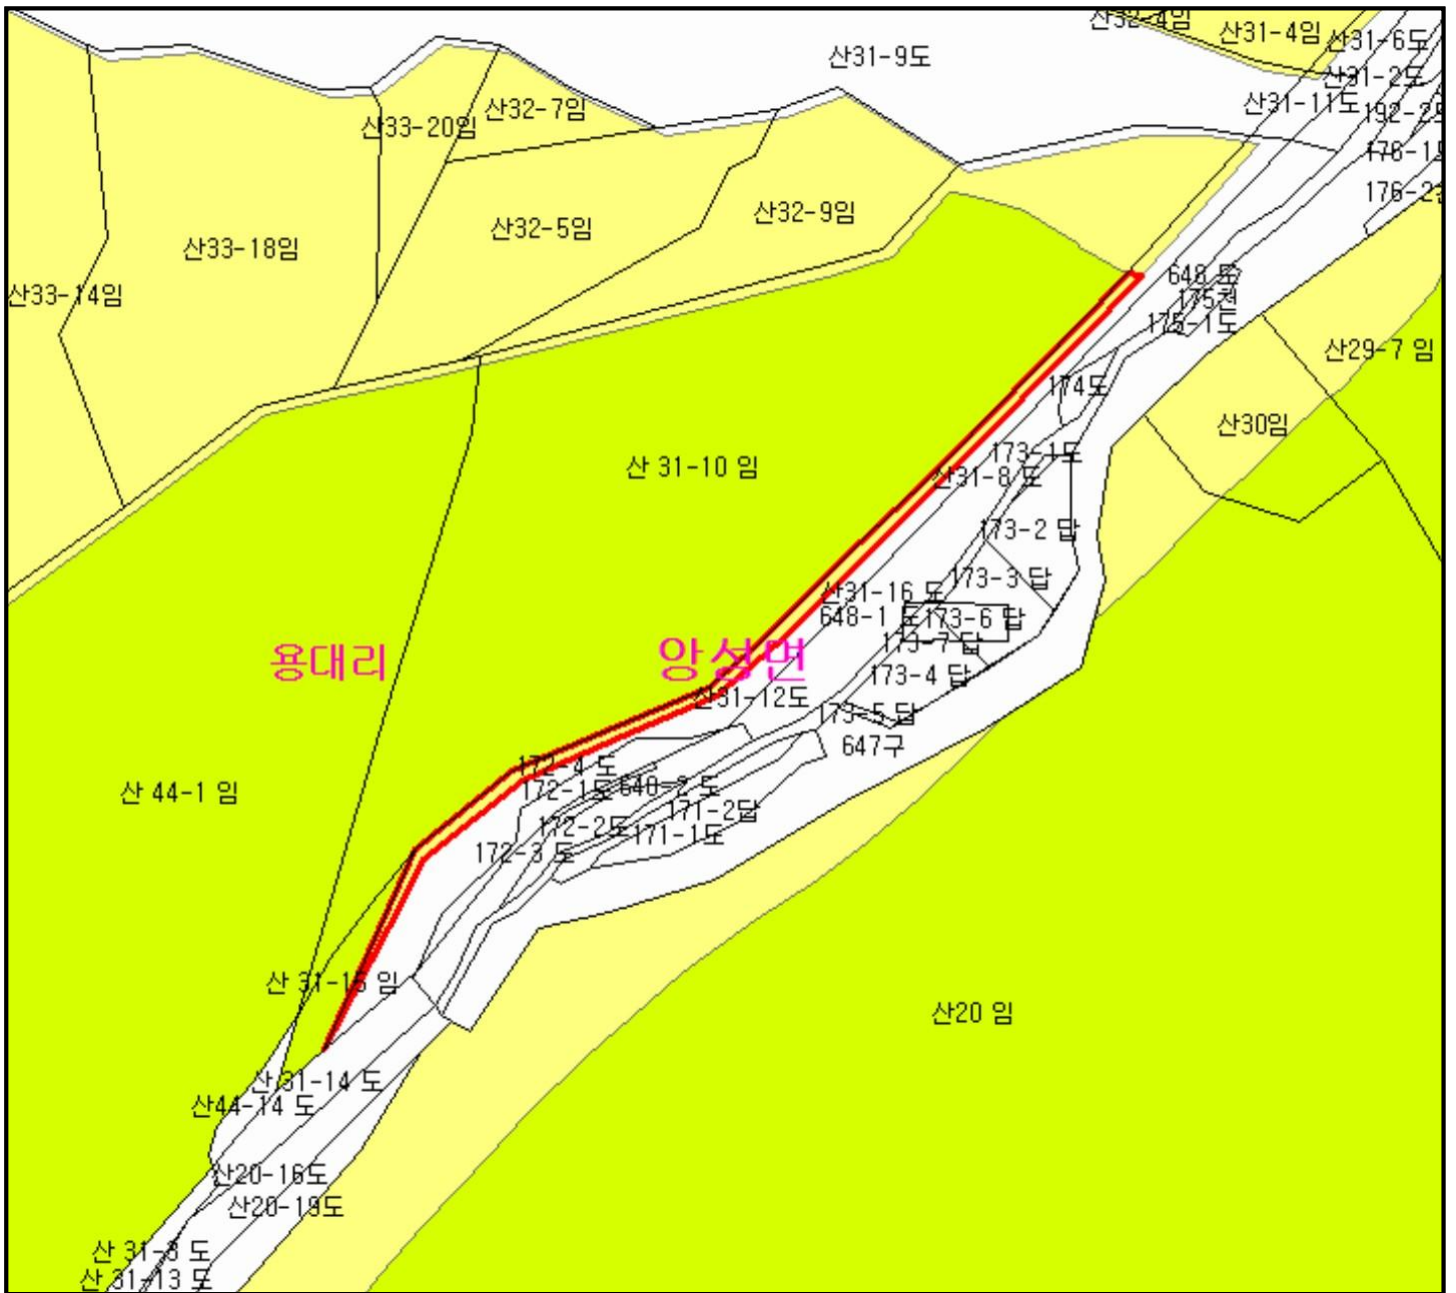 산32-4임
산31-4임
산31-6도
산31-9도
산31-2도
산31-11도
산32-7임
산33-20임
산32-9임
산32-5임
산33-18임
산33-14임
648 도
175천
175-1도
산29-7 임
174도
산30임
173-1도
산 31-10 임
산31-8 도
173-2 답
173-3 답
산31-16 도
648-1 도
173-6 답
173-7 답
용대리
앙성면
173-4 답
산31-12도
173-5 답
647구
172-4 도
172-1도
산 44-1 임
171-2답
172-2도
171-1도
172-3 도
산 31-15 임
산20 임
산 31-14 도
산44-14 도
산20-16도
산20-19도
산 31-3 도
산 31-13 도